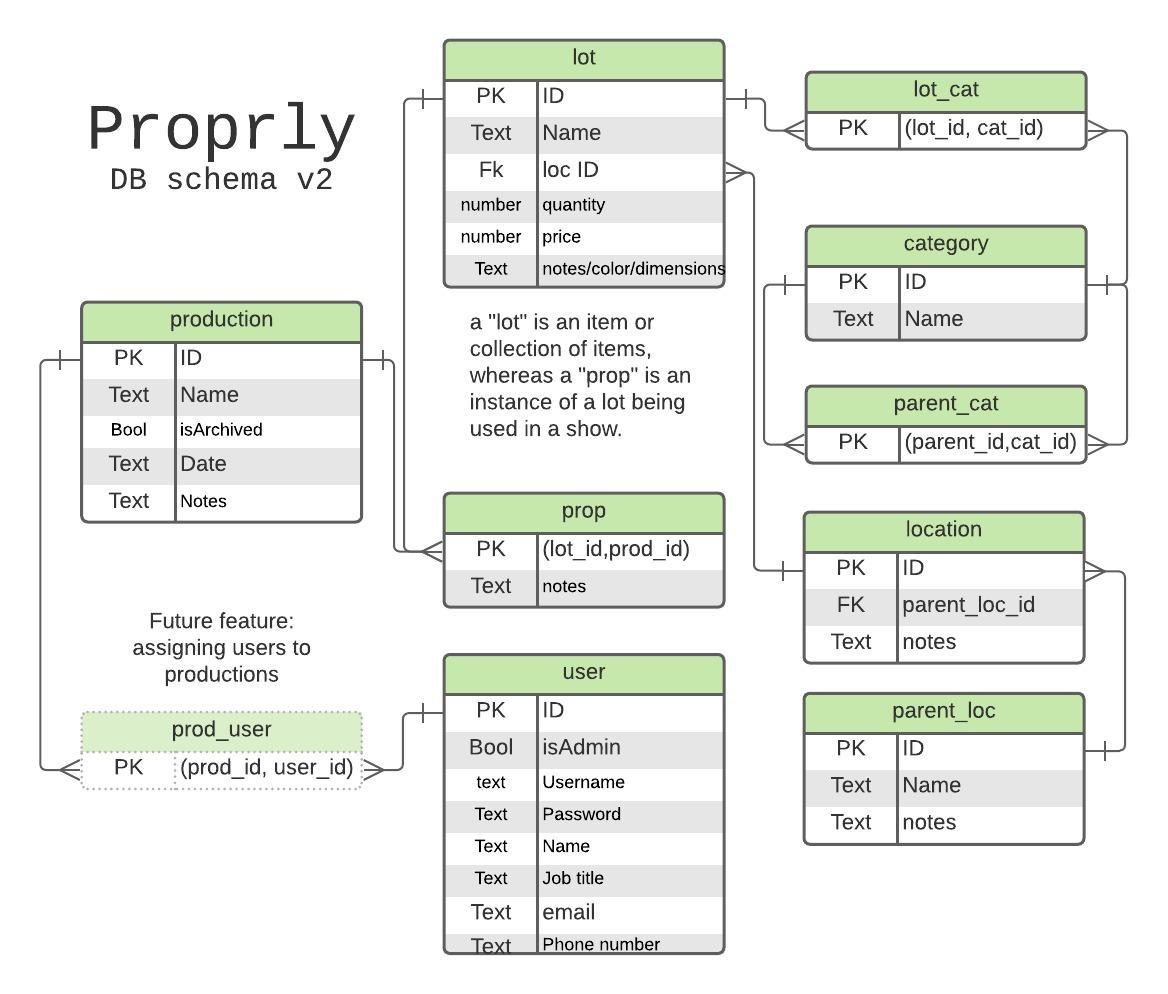 Proprly
DB schema v2
lot
PK ID
Text Name
Fk loc ID
number quantity
number price
Text notes/color/dimensions
a "lot" is an item or
collection of items,
whereas a "prop" is an
instance of a lot being
used in a show.
lot_cat
PK (lot_id, cat_id)
category
PK ID
Text Name
parent_cat
PK (parent_id,cat_id)
production
PK ID
Text Name
Bool isArchived
Text Date
Text Notes
prop
PK (lot_id,prod_id)
Text notes
location
PK ID
FK parent_loc_id
Text notes
Future feature:
assigning users to
productions
prod_user
PK (prod_id, user_id)
user
PK ID
Bool isAdmin
text Username
Text Password
Text Name
Text Job title
Text email
Text Phone number
parent_loc
PK ID
Text Name
Text notes